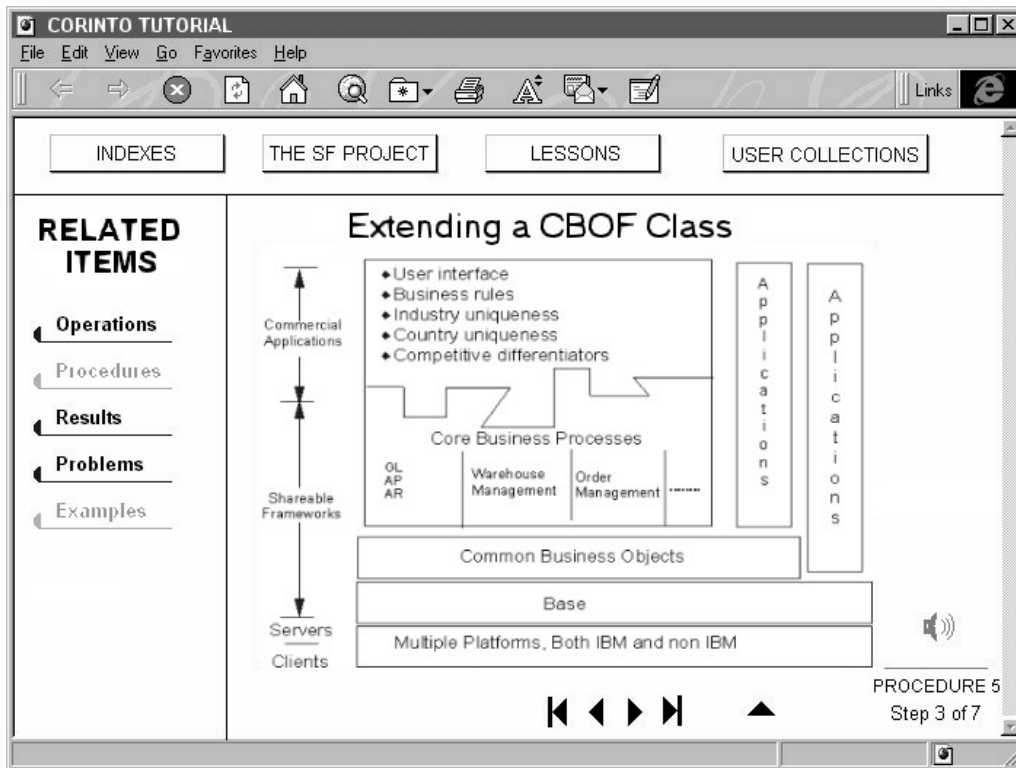 CORINTO TUTORIAL
File Edit View Go Favorites Help
Links
INDEXES
THE SF PROJECT
LESSONS
USER COLLECTIONS
RELATED
ITEMS
Operations
Procedures
Results
Problems
Examples
Extending a CBOF Class
Commercial
Applications
Shareable
Frameworks
Servers
Clients
User interface
Business rules
Industry uniqueness
Country uniqueness
Competitive differentiators
Core Business Processes
GL
AP
AR
Warehouse
Management
Order
Management
........
Applications
Applications
Common Business Objects
Base
Multiple Platforms, Both IBM and non IBM
PROCEDURE 5
Step 3 of 7